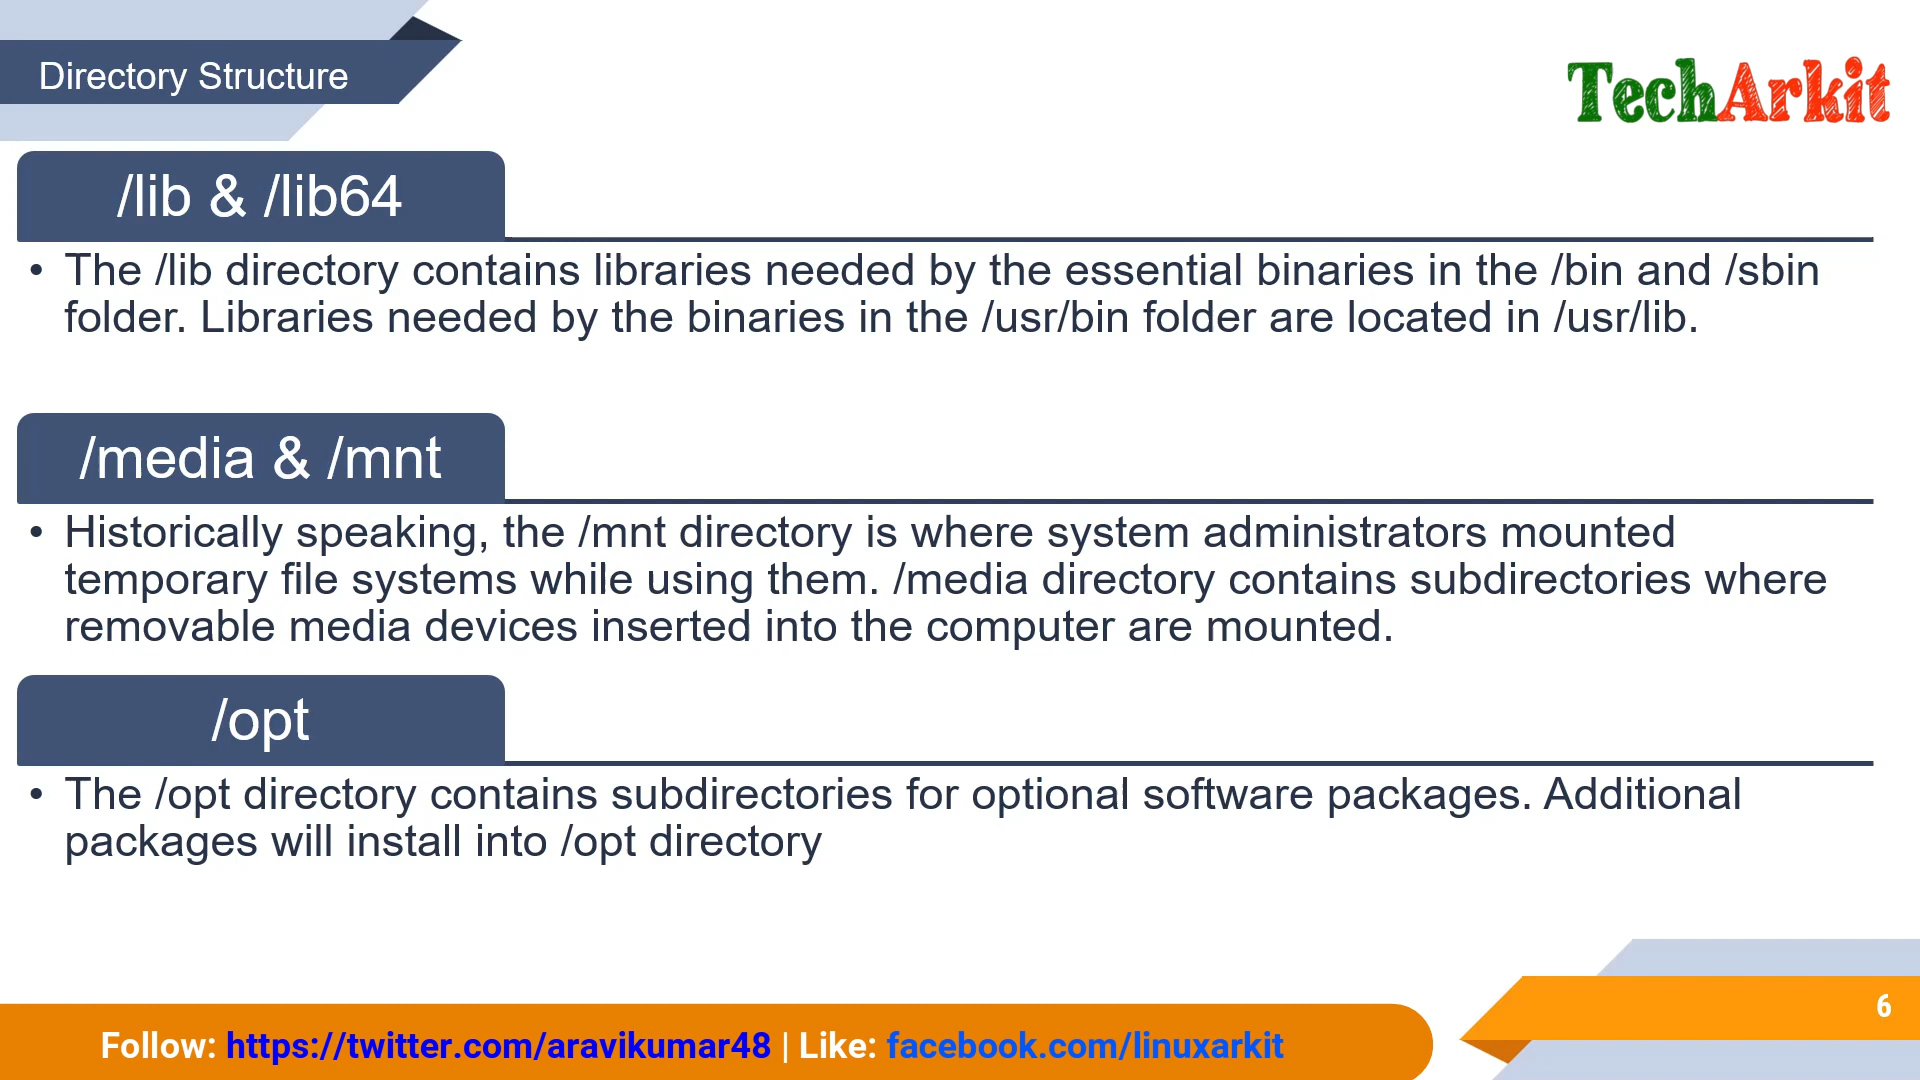 Directory Structure
TechArkit
/lib & /lib64
• The /lib directory contains libraries needed by the essential binaries in the /bin and /sbin
folder. Libraries needed by the binaries in the /usr/bin folder are located in /usr/lib.
/media & /mnt
• Historically speaking, the /mnt directory is where system administrators mounted
temporary file systems while using them. /media directory contains subdirectories where
removable media devices inserted into the computer are mounted.
/opt
• The /opt directory contains subdirectories for optional software packages. Additional
packages will install into /opt directory
6
Follow: https://twitter.com/aravikumar48 | Like: facebook.com/linuxarkit